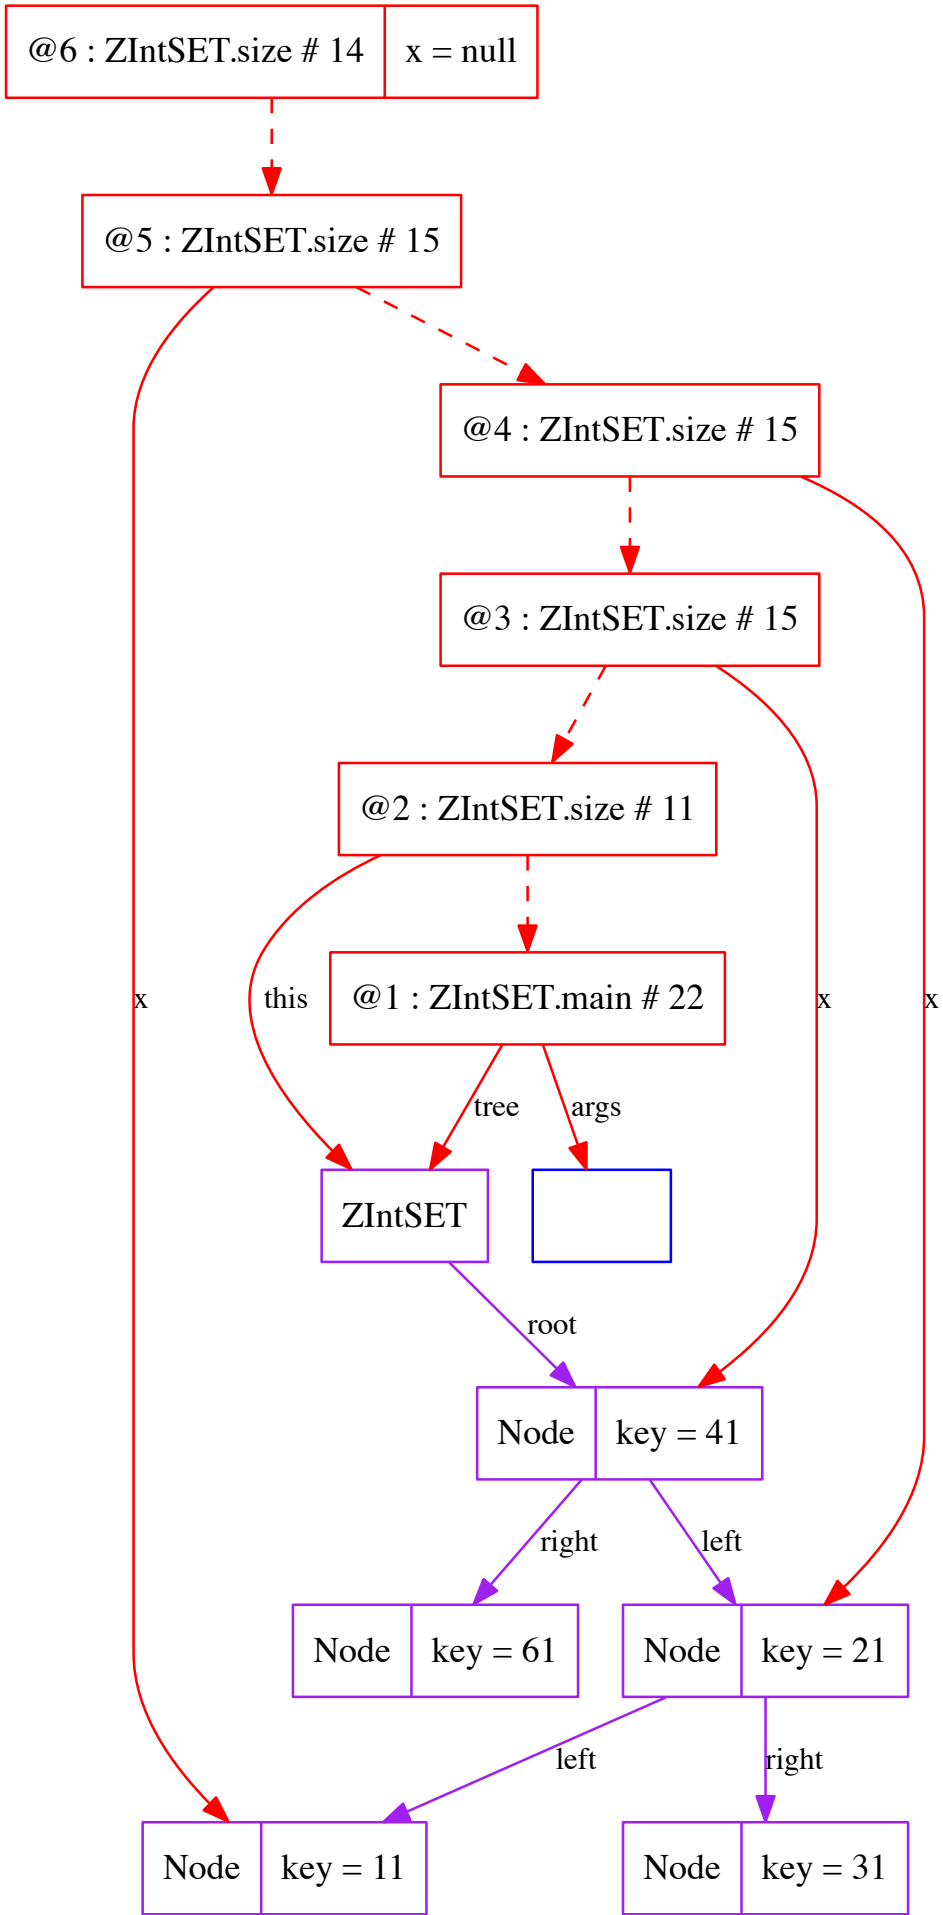 @6 : ZIntSET.size # 14 x = null
@5 : ZIntSET.size # 15
@4 : ZIntSET.size # 15
@3 : ZIntSET.size # 15
@2 : ZIntSET.size # 11
x this @1 : ZIntSET.main # 22 x x
tree args
ZIntSET
root
Node key = 41
right left
Node key = 61 Node key = 21
left right
Node key = 11 Node key = 31